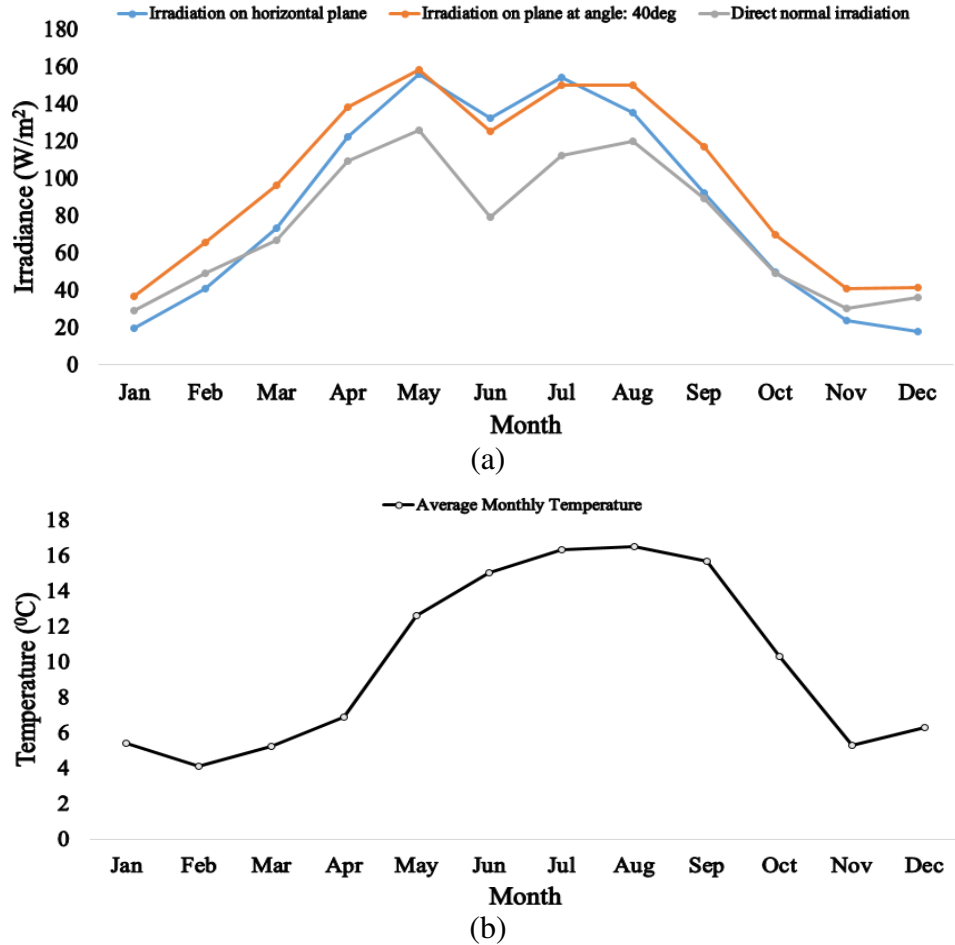 Irradiation on horizontal plane Irradiation on plane at angle: 40deg Direct normal irradiation
180
160
140
120
100
80
60
40
20
0
Irradiance (W/m²)
Jan Feb Mar Apr May Jun Jul Aug Sep Oct Nov Dec
Month
(a)
Average Monthly Temperature
18
16
14
12
10
8
6
4
2
0
Temperature (⁰C)
Jan Feb Mar Apr May Jun Jul Aug Sep Oct Nov Dec
Month
(b)